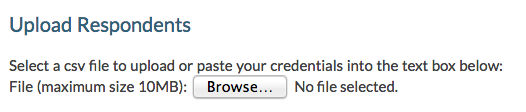 Upload Respondents
Select a csv file to upload or paste your credentials into the text box below:
File (maximum size 10MB): Browse... No file selected.